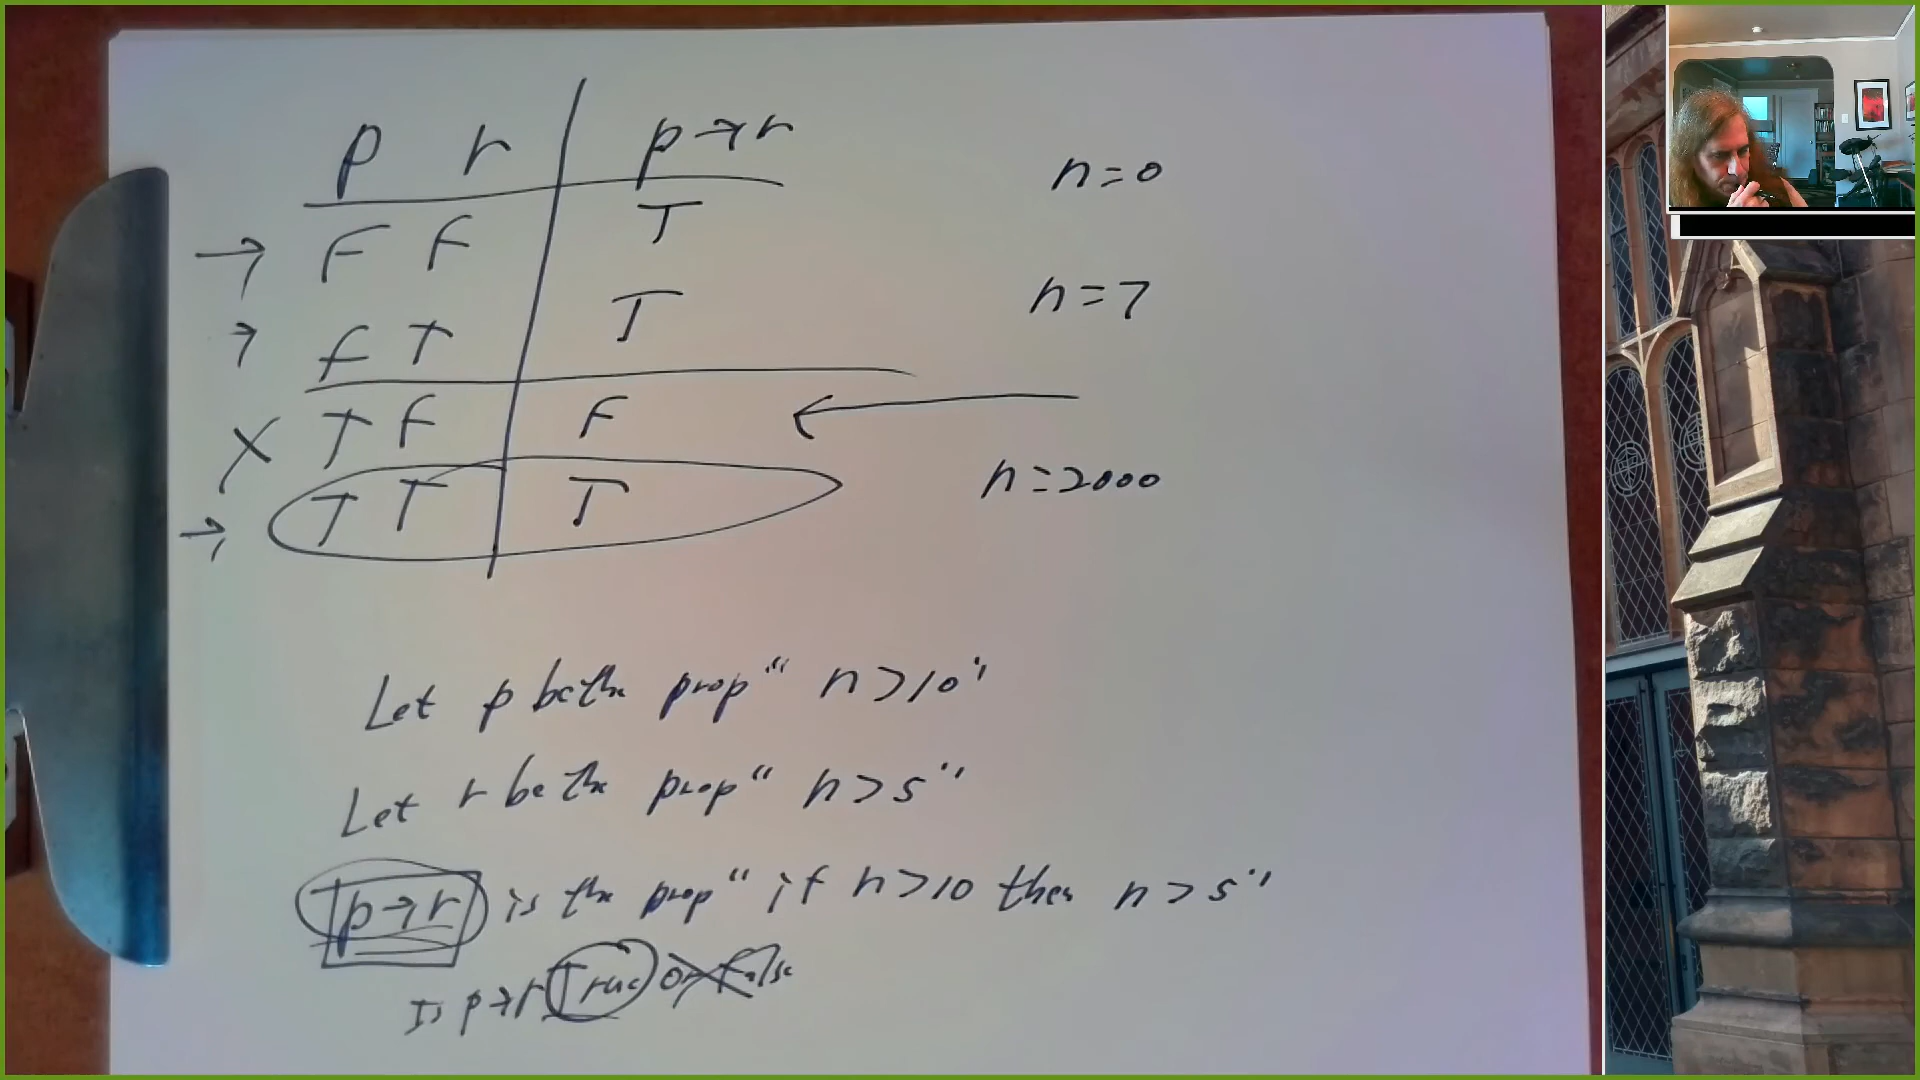 p r p→r
n=0
→ F F T
n=7
→ F T T
X T F F ←
→ T T T
n=2000
Let p be the prop "n>10"
Let r be the prop "n>5"
p→r is the prop "if n>10 then n>5"
Is p→r True or False